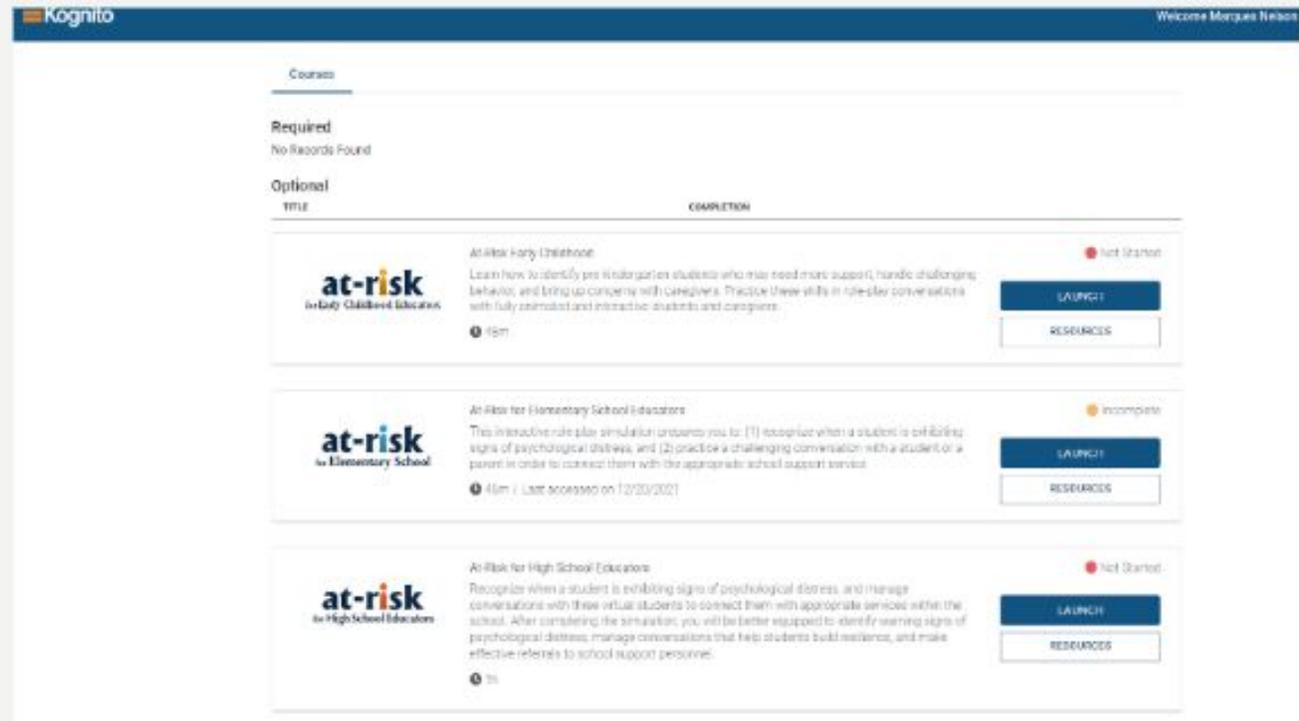 Kognito
Welcome Marques Nelson
Courses
Required
No Records Found
Optional
TITLE COMPLETION
at-risk
for Early Childhood Educators
At-Risk Early Childhood
Learn how to identify pre-kindergarten students who may need more support, handle challenging
behavior, and bring up concerns with caregivers. Practice these skills in role-play conversations
with fully animated and interactive students and caregivers.
Not Started
LAUNCH
RESOURCES
at-risk
for Elementary School
At-Risk for Elementary School Educators
This interactive role-play simulation prepares you to: (1) recognize when a student is exhibiting
signs of psychological distress, and (2) practice a challenging conversation with a student or a
parent in order to connect them with the appropriate school support service.
/ Last accessed on 12/20/2021
Incomplete
LAUNCH
RESOURCES
at-risk
for High School Educators
At-Risk for High School Educators
Recognize when a student is exhibiting signs of psychological distress, and manage
conversations with three virtual students to connect them with appropriate services within the
school. After completing the simulation, you will be better equipped to identify warning signs of
psychological distress, manage conversations that help students build resilience, and make
effective referrals to school support personnel.
1h
Not Started
LAUNCH
RESOURCES